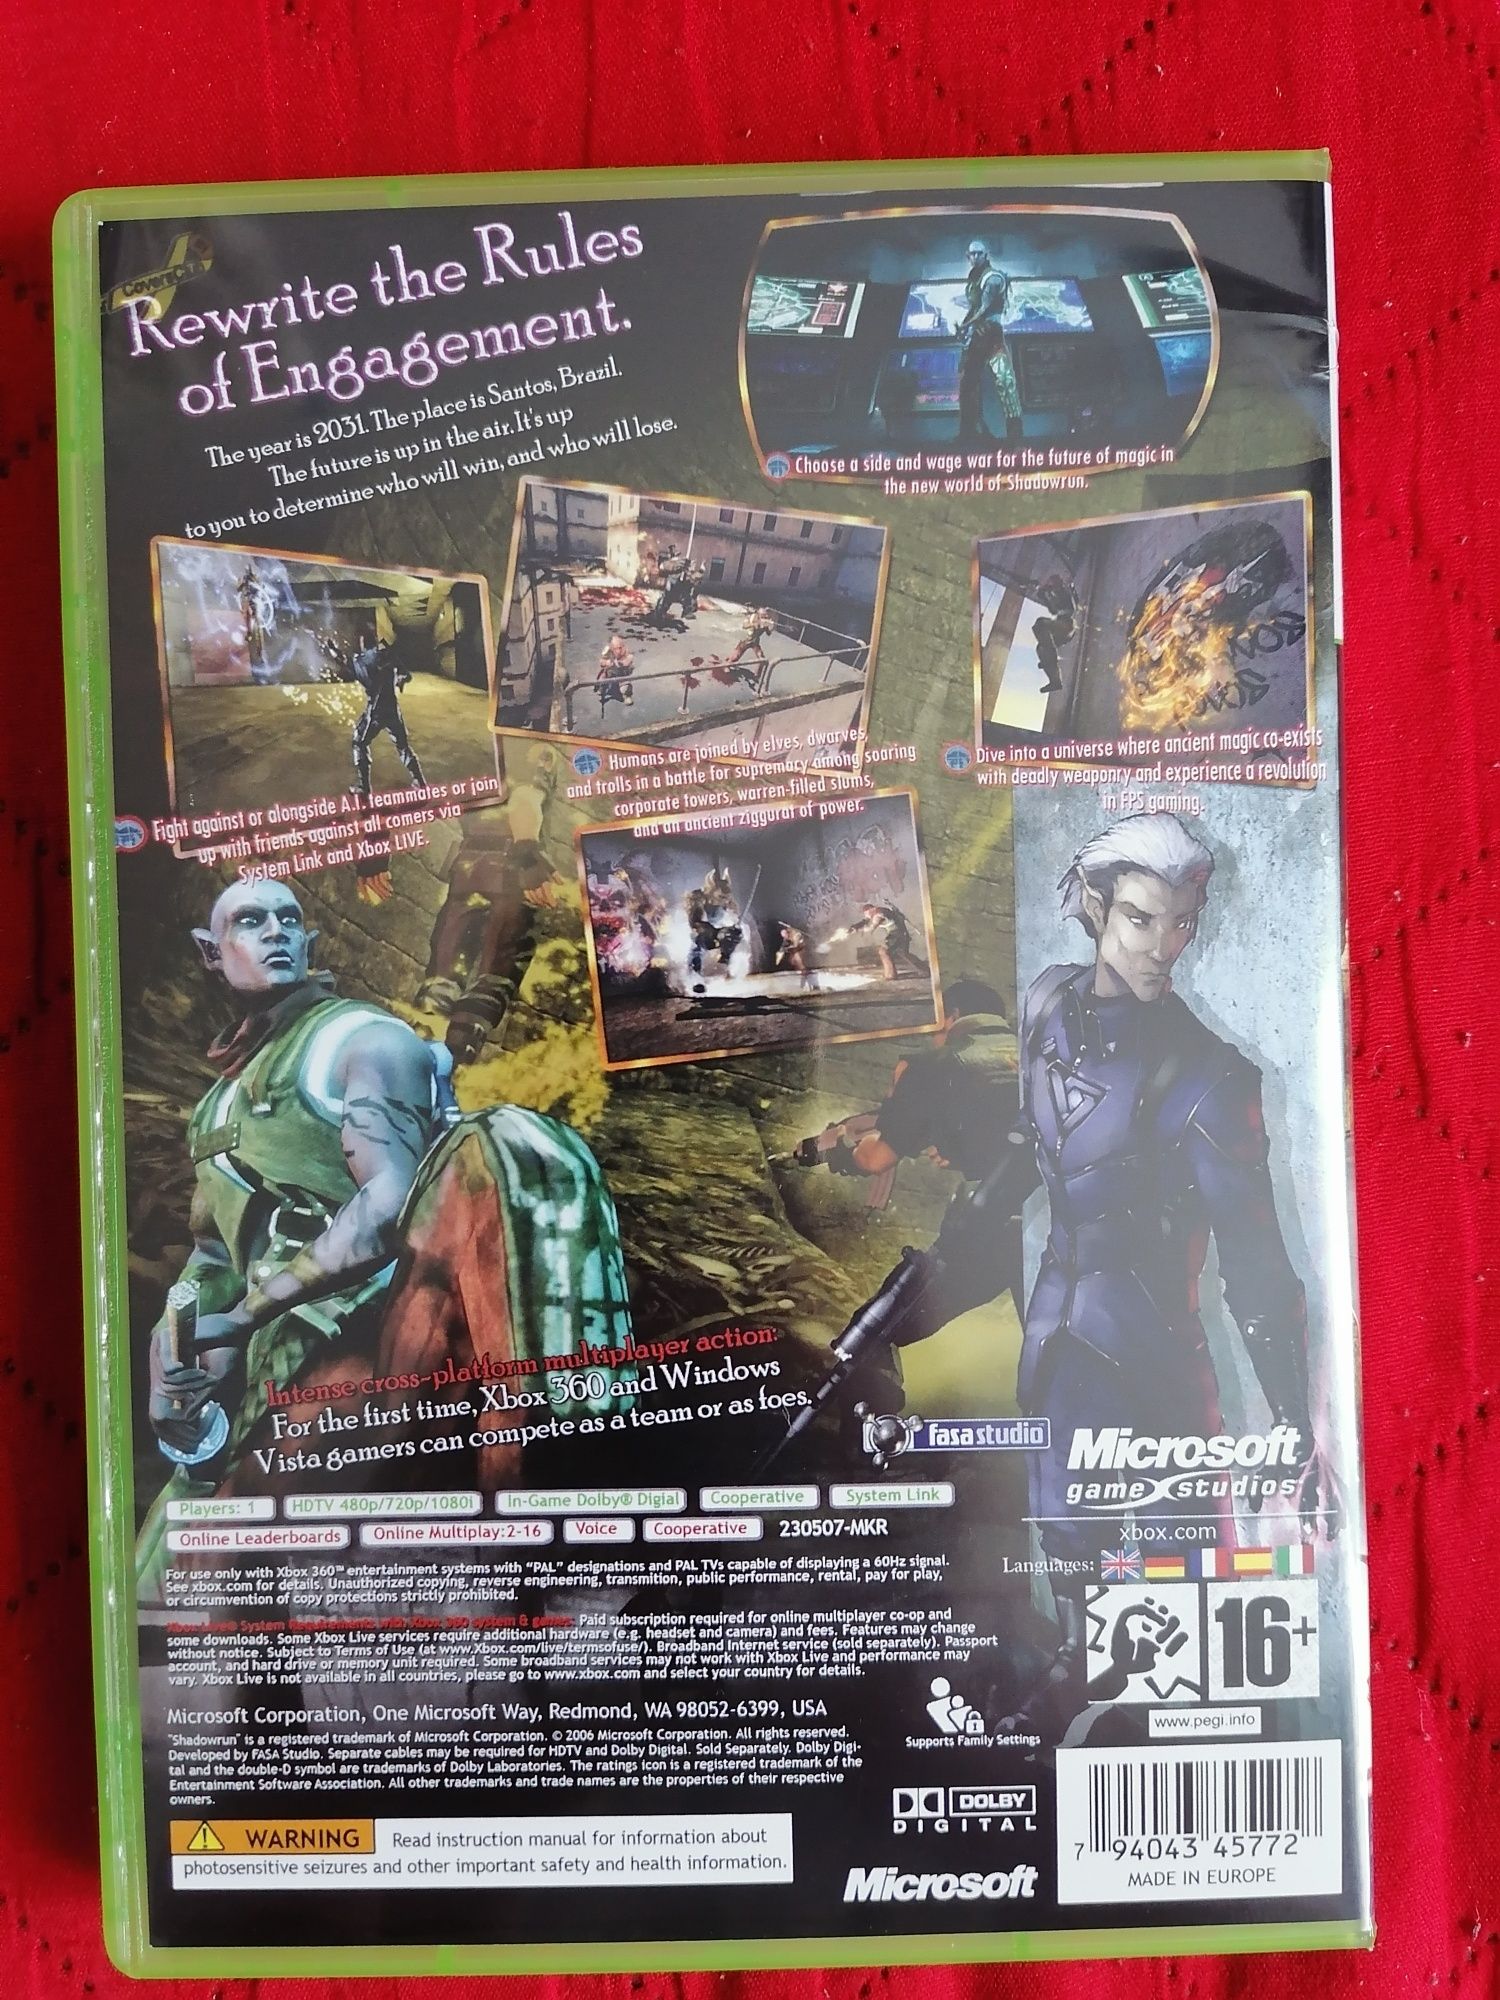 CoversClub
Rewrite the Rules
of Engagement.
The year is 2031. The place is Santos, Brazil.
The future is up in the air. It's up
to you to determine who will win, and who will lose.
Choose a side and wage war for the future of magic in
the new world of Shadowrun.
Fight against or alongside A.I. teammates or join
up with friends against all comers via
System Link and Xbox LIVE.
Humans are joined by elves, dwarves,
and trolls in a battle for supremacy among soaring
corporate towers, warren-filled slums,
and an ancient ziggurat of power.
Dive into a universe where ancient magic co-exists
with deadly weaponry and experience a revolution
in FPS gaming.
Intense cross-platform multiplayer action:
For the first time, Xbox 360 and Windows
Vista gamers can compete as a team or as foes.
fasastudio
Microsoft
game studios
xbox.com
Players: 1
HDTV 480p/720p/1080i
In-Game Dolby® Digial
Cooperative
System Link
Online Leaderboards
Online Multiplay:2-16
Voice
Cooperative
230507-MKR
Languages:
For use only with Xbox 360™ entertainment systems with "PAL" designations and PAL TVs capable of displaying a 60Hz signal.
See xbox.com for details. Unauthorized copying, reverse engineering, transmition, public performance, rental, pay for play,
or circumvention of copy protections strictly prohibited.
Xbox Live® System Requirements with Xbox 360 system & games: Paid subscription required for online multiplayer co-op and
some downloads. Some Xbox Live services require additional hardware (e.g. headset and camera) and fees. Features may change
without notice. Subject to Terms of Use (at www.Xbox.com/live/termsofuse/). Broadband Internet service (sold separately). Passport
account, and hard drive or memory unit required. Some broadband services may not work with Xbox Live and performance may
vary. Xbox Live is not available in all countries, please go to www.xbox.com and select your country for details.
Microsoft Corporation, One Microsoft Way, Redmond, WA 98052-6399, USA
"Shadowrun" is a registered trademark of Microsoft Corporation. © 2006 Microsoft Corporation. All rights reserved.
Developed by FASA Studio. Separate cables may be required for HDTV and Dolby Digital. Sold Separately. Dolby Digi-
tal and the double-D symbol are trademarks of Dolby Laboratories. The ratings icon is a registered trademark of the
Entertainment Software Association. All other trademarks and trade names are the properties of their respective
owners.
16+
www.pegi.info
Supports Family Settings
DOLBY
DIGITAL
WARNING Read instruction manual for information about
photosensitive seizures and other important safety and health information.
Microsoft
7 94043 45772
MADE IN EUROPE